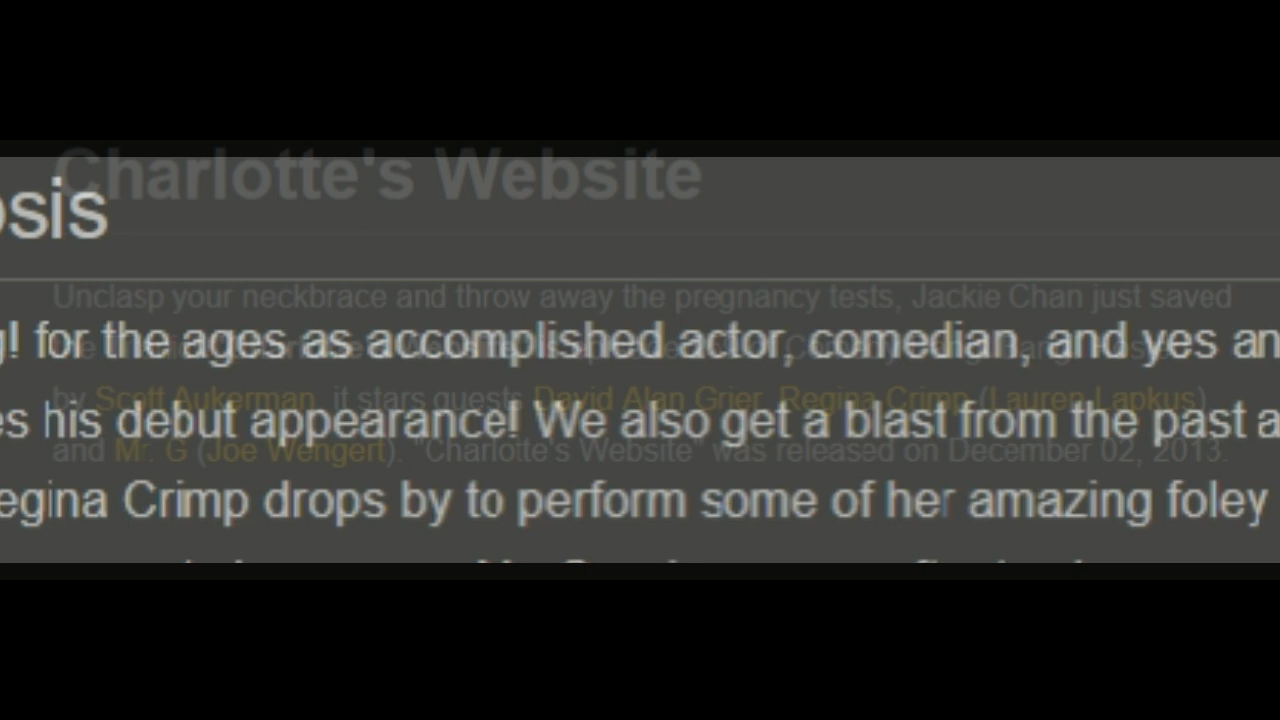 Charlotte's Website
osis
Unclasp your neckbrace and throw away the pregnancy tests, Jackie Chan just saved
g! for the ages as accomplished actor, comedian, and yes an
by Scott Aukerman, it stars guests David Alan Grier, Regina Crimp (Lauren Lapkus)
es his debut appearance! We also get a blast from the past a
and Mr. G (Joe Wengert). "Charlotte's Website" was released on December 02, 2013.
egina Crimp drops by to perform some of her amazing foley